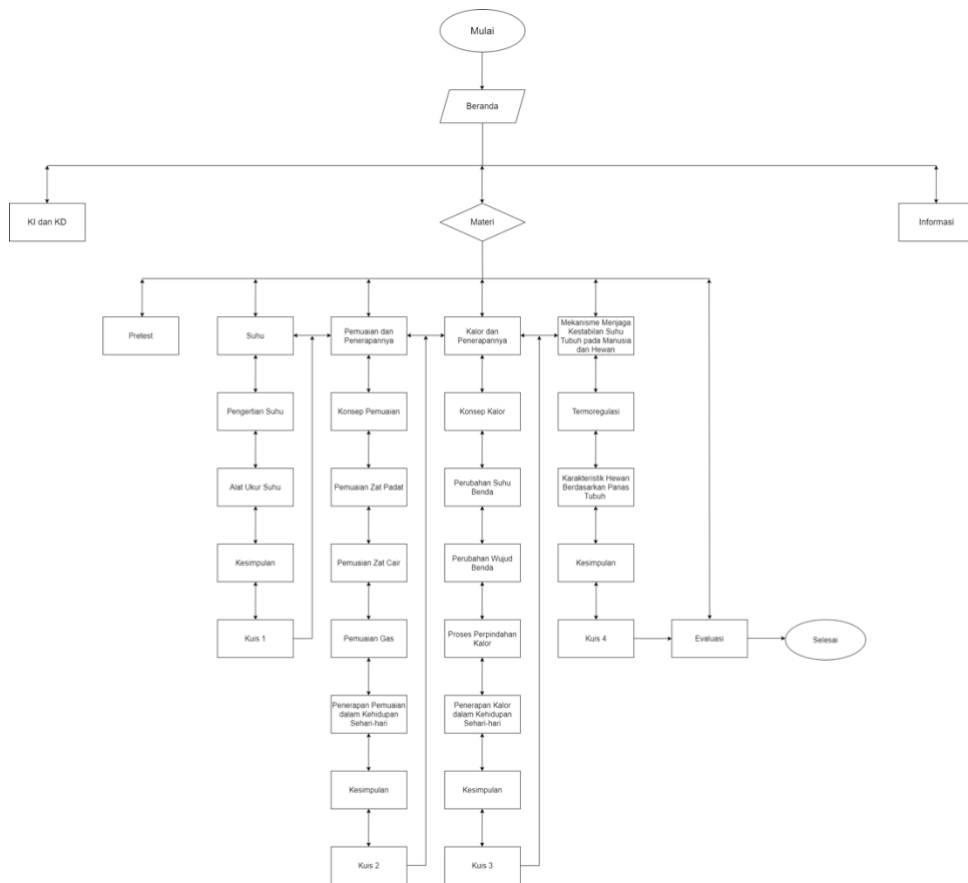 Mulai
Beranda
KI dan KD
Materi
Informasi
Pretest
Suhu
Pemuaian dan
Penerapannya
Kalor dan
Penerapannya
Mekanisme Menjaga
Kestabilan Suhu
Tubuh pada Manusia
dan Hewan
Pengertian Suhu
Konsep Pemuaian
Konsep Kalor
Termoregulasi
Alat Ukur Suhu
Pemuaian Zat Padat
Perubahan Suhu
Benda
Karakteristik Hewan
Berdasarkan Panas
Tubuh
Kesimpulan
Pemuaian Zat Cair
Perubahan Wujud
Benda
Kesimpulan
Kuis 1
Pemuaian Gas
Proses Perpindahan
Kalor
Kuis 4
Evaluasi
Selesai
Penerapan Pemuaian
dalam Kehidupan
Sehari-hari
Penerapan Kalor
dalam Kehidupan
Sehari-hari
Kesimpulan
Kesimpulan
Kuis 2
Kuis 3